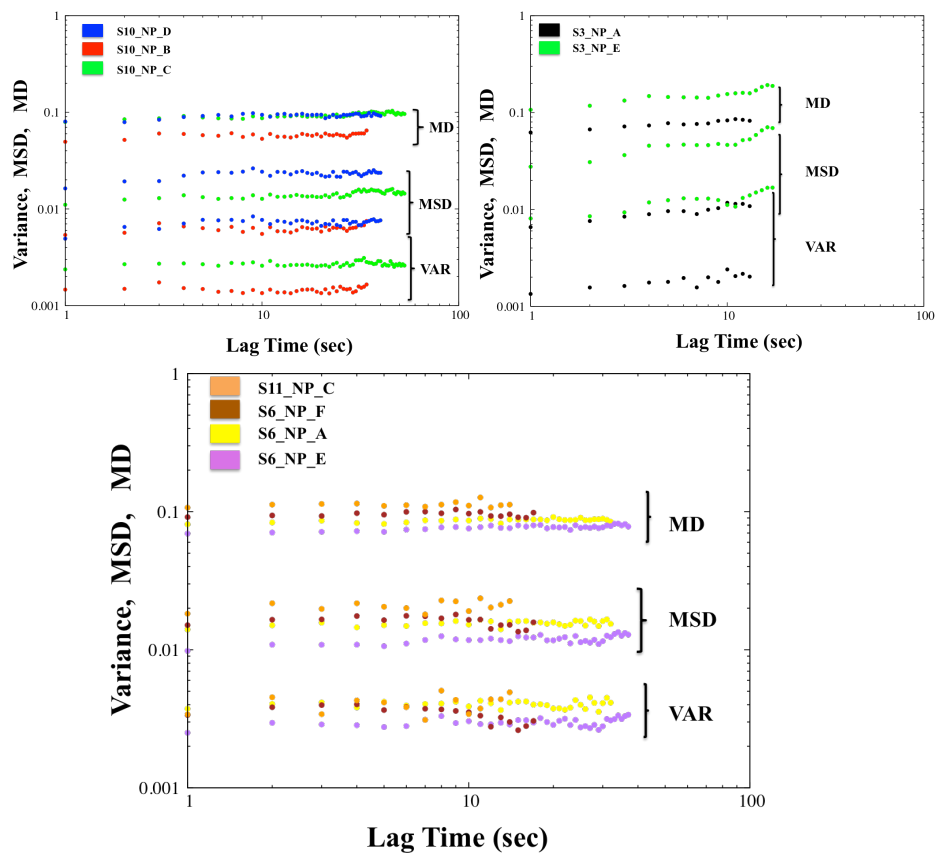 S10_NP_D
S10_NP_B
S10_NP_C
1
0.1
0.01
0.001
1
10
100
Variance, MSD, MD
Lag Time (sec)
MD
MSD
VAR
S3_NP_A
S3_NP_E
1
0.1
0.01
0.001
1
10
100
Variance, MSD, MD
Lag Time (sec)
MD
MSD
VAR
S11_NP_C
S6_NP_F
S6_NP_A
S6_NP_E
1
0.1
0.01
0.001
1
10
100
Variance, MSD, MD
Lag Time (sec)
MD
MSD
VAR